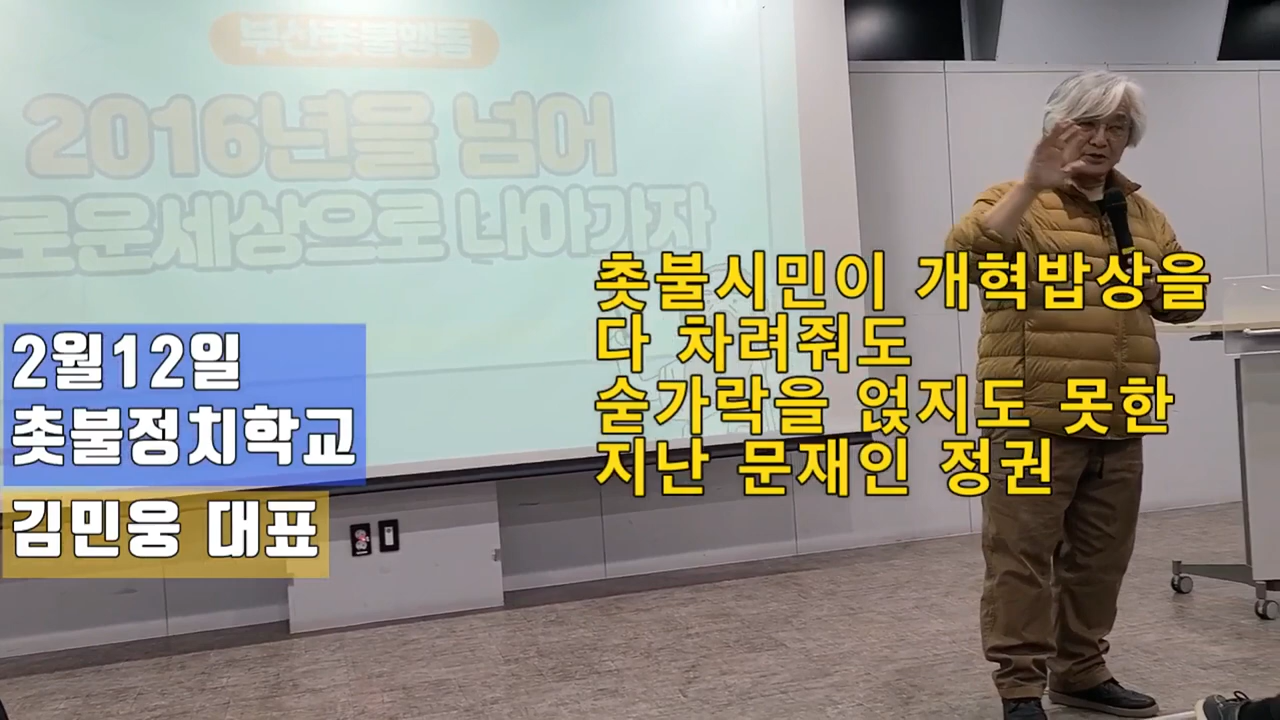 부산촛불행동
2016년을 넘어
로운세상으로 나아가자
촛불시민이 개혁밥상을
다 차려줘도
숟가락을 얹지도 못한
지난 문재인 정권
2월12일
촛불정치학교
김민웅 대표